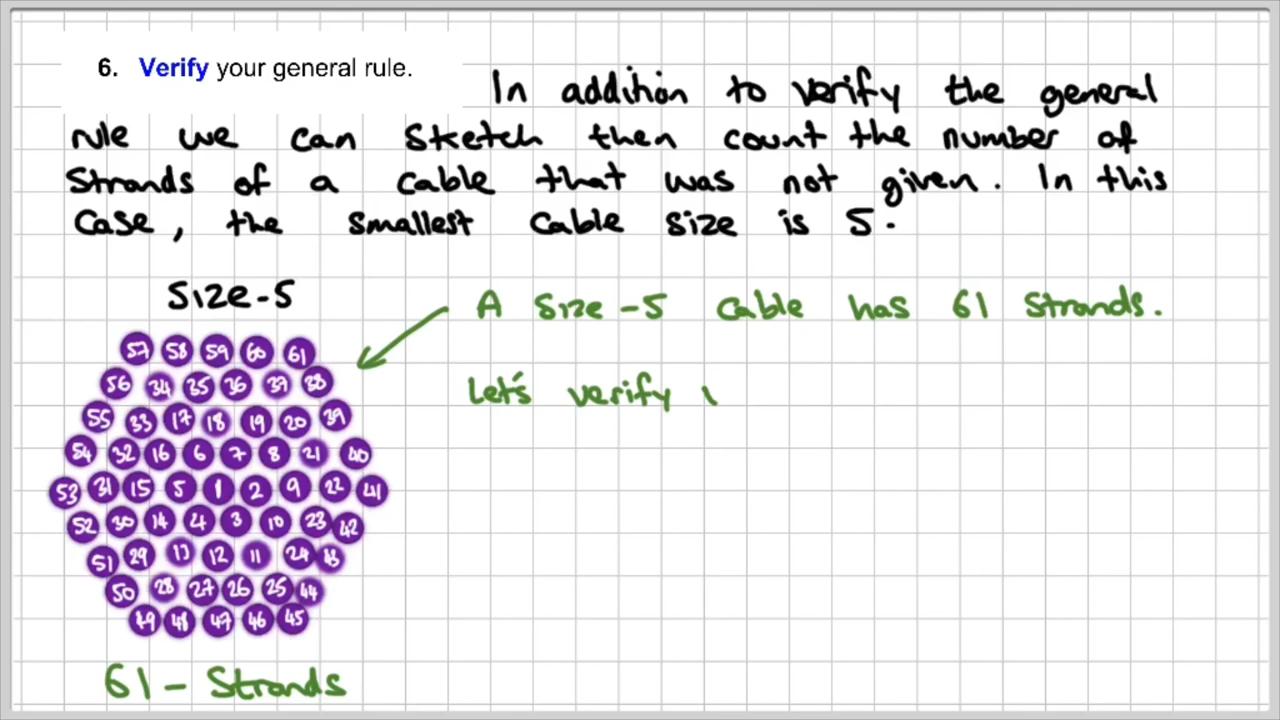 6. Verify your general rule.
In addition to verify the general
rule we can sketch then count the number of
strands of a cable that was not given. In this
case, the smallest cable size is 5.
Size-5
A size-5 cable has 61 strands.
Let's verify
57 58 59 60 61
56 34 35 36 37 38
55 33 17 18 19 20 39
54 32 16 6 7 8 21 40
53 31 15 5 1 2 9 22 41
52 30 14 4 3 10 23 42
51 29 13 12 11 24 43
50 28 27 26 25 44
49 48 47 46 45
61 - Strands